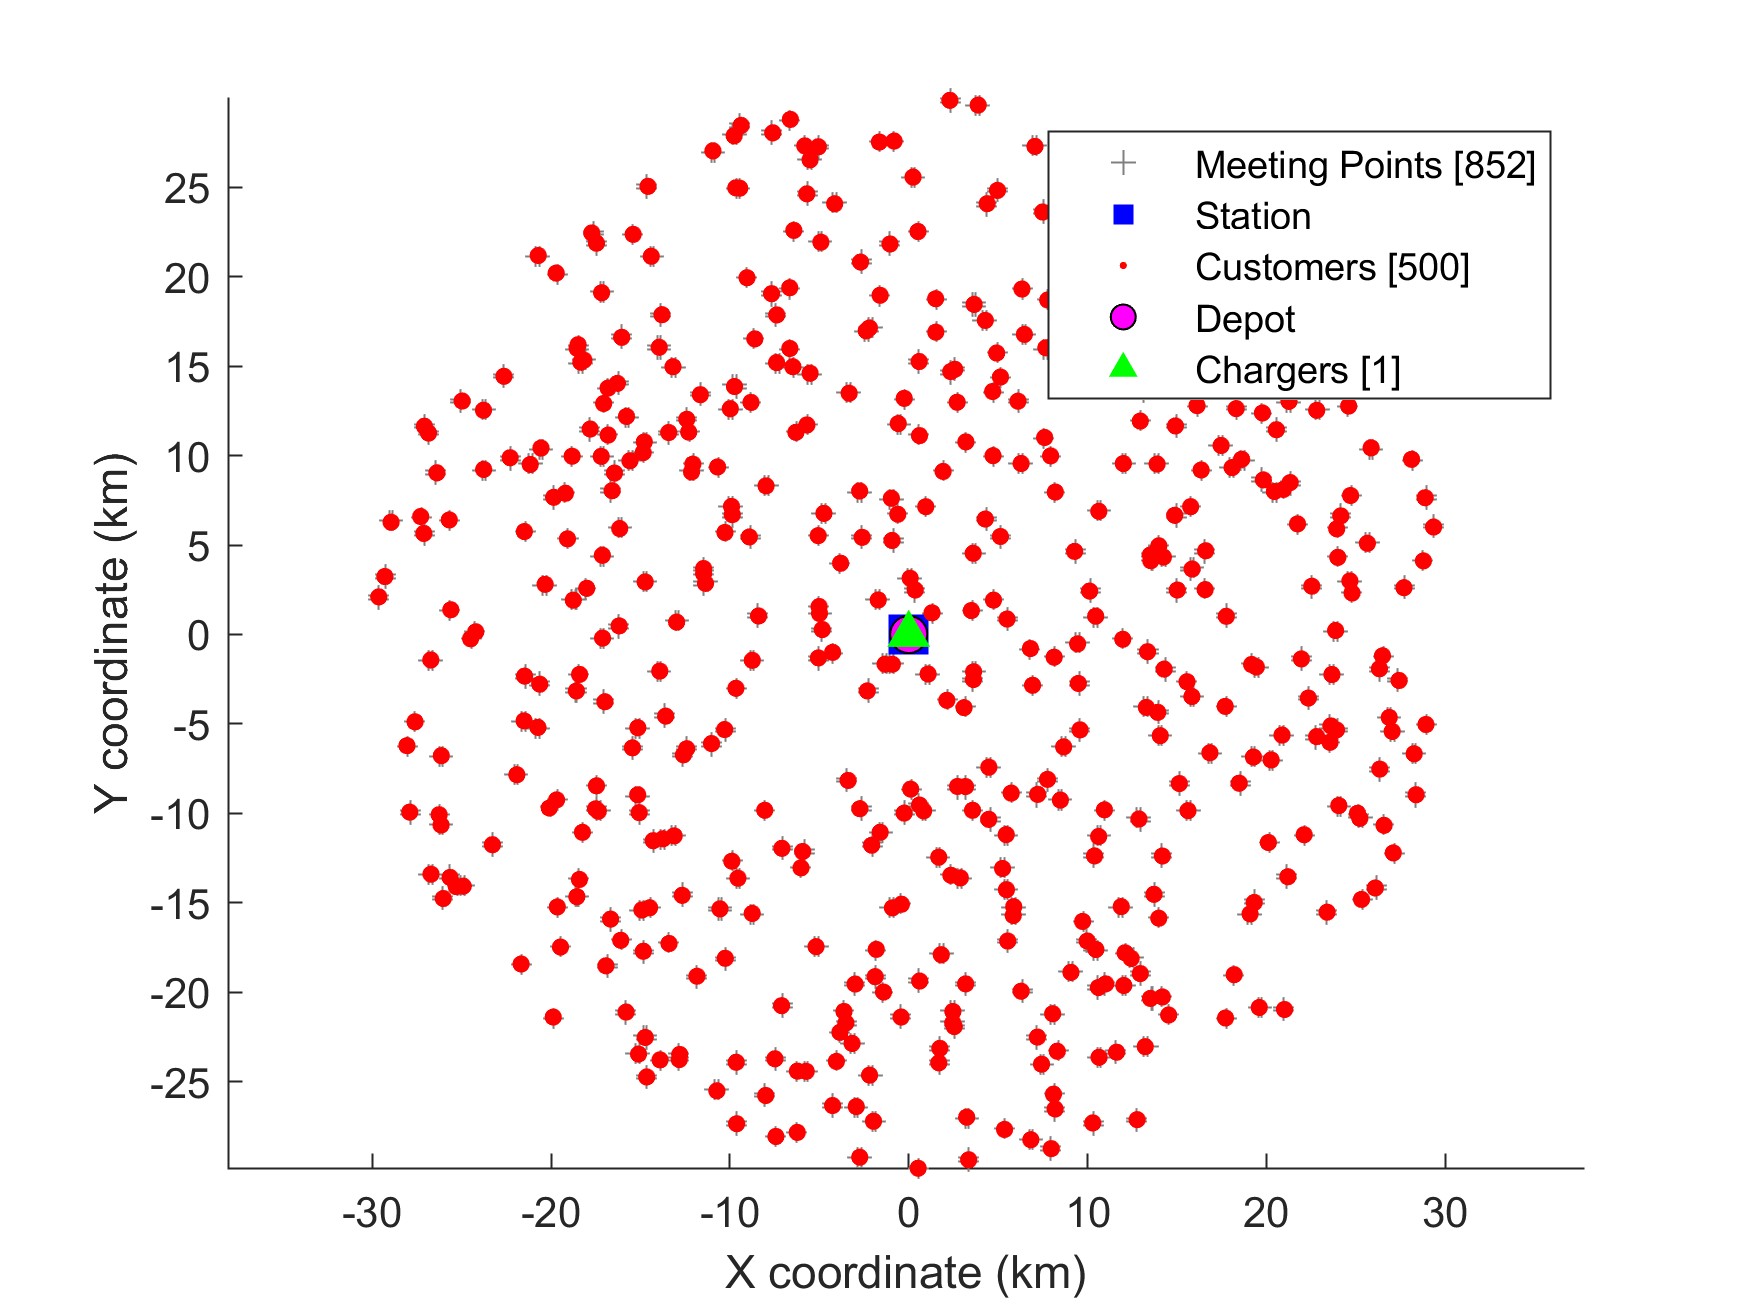 Meeting Points [852]
Station
Customers [500]
Depot
Chargers [1]
25
20
15
10
5
0
-5
-10
-15
-20
-25
Y coordinate (km)
-30 -20 -10 0 10 20 30
X coordinate (km)